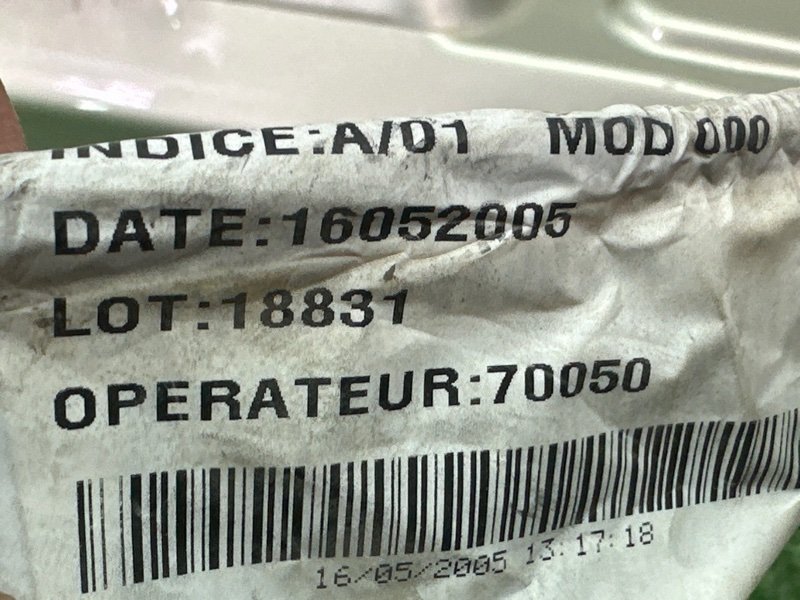 INDICE:A/01 MOD 000
DATE:16052005
LOT:18831
OPERATEUR:70050
16/05/2005 13:17:18